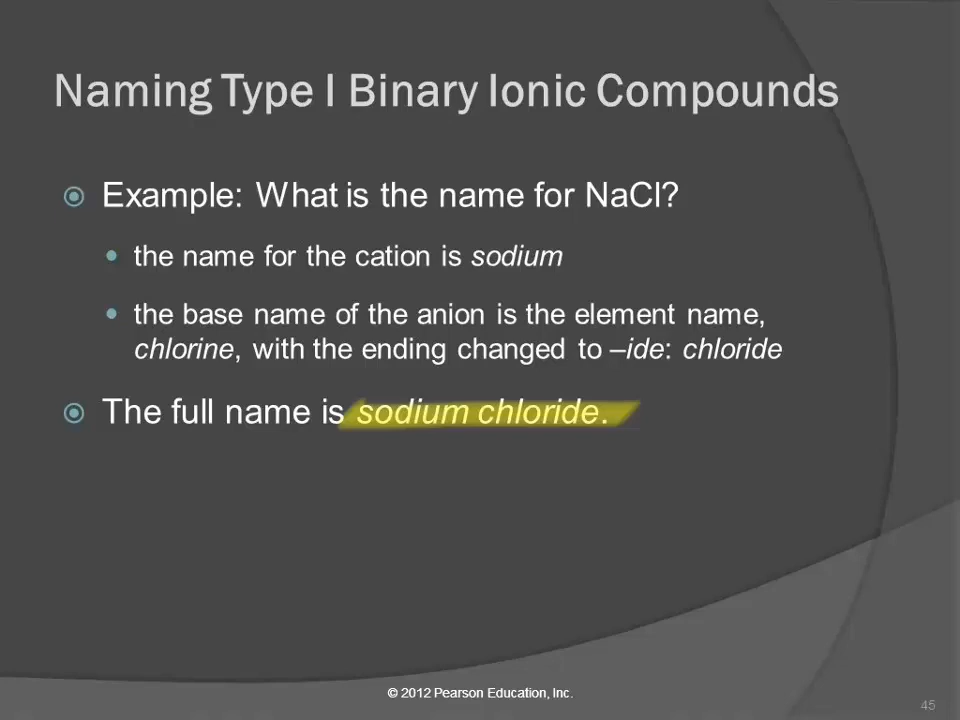 Naming Type I Binary Ionic Compounds
Example: What is the name for NaCl?
the name for the cation is sodium
the base name of the anion is the element name,
chlorine, with the ending changed to –ide: chloride
The full name is sodium chloride.
© 2012 Pearson Education, Inc.
45